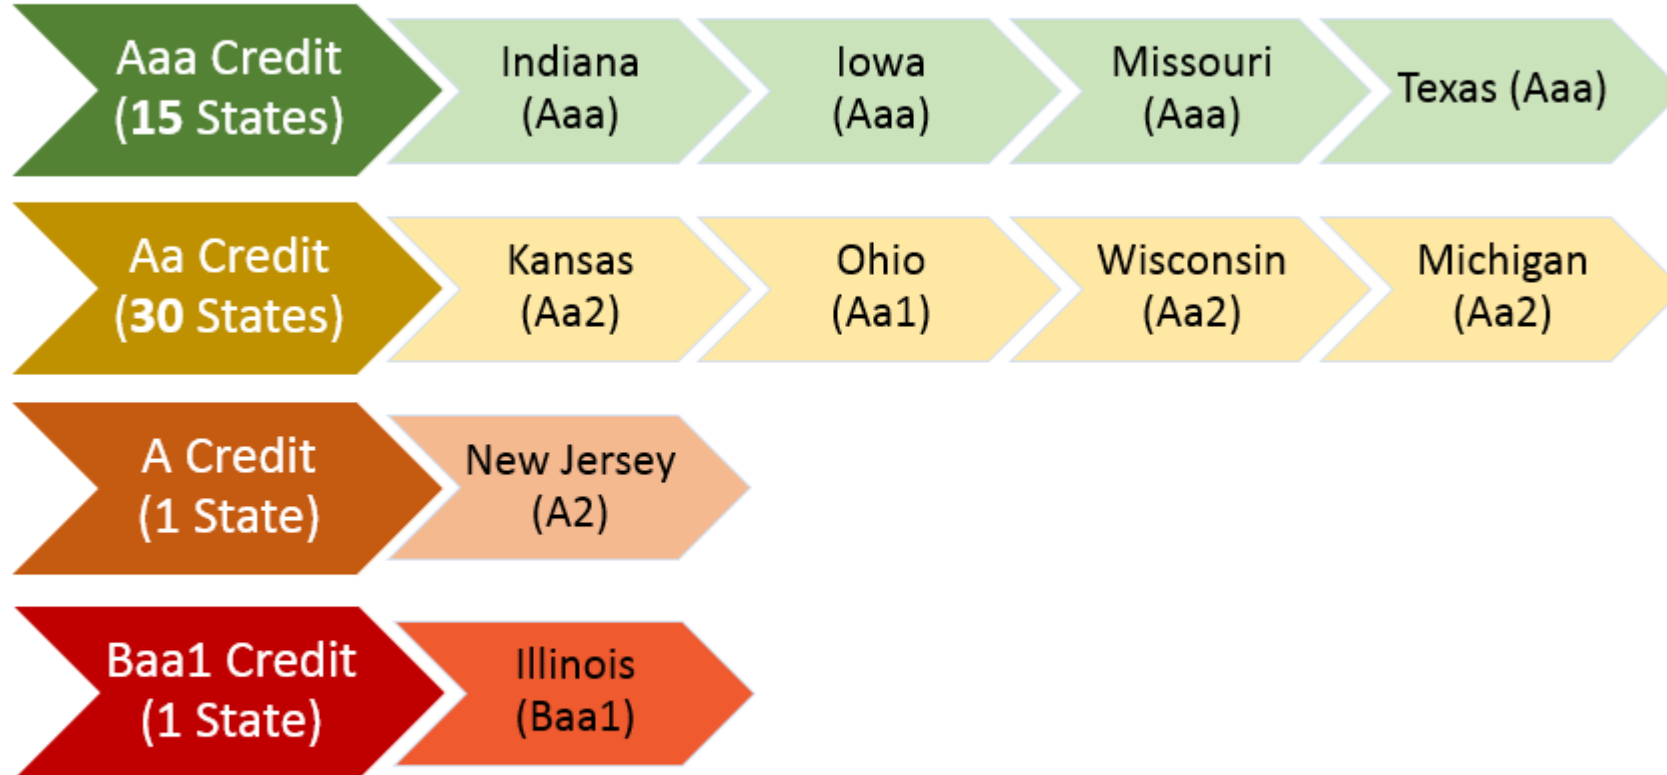 Aaa Credit
(15 States)
Indiana
(Aaa)
Iowa
(Aaa)
Missouri
(Aaa)
Texas (Aaa)
Aa Credit
(30 States)
Kansas
(Aa2)
Ohio
(Aa1)
Wisconsin
(Aa2)
Michigan
(Aa2)
A Credit
(1 State)
New Jersey
(A2)
Baa1 Credit
(1 State)
Illinois
(Baa1)